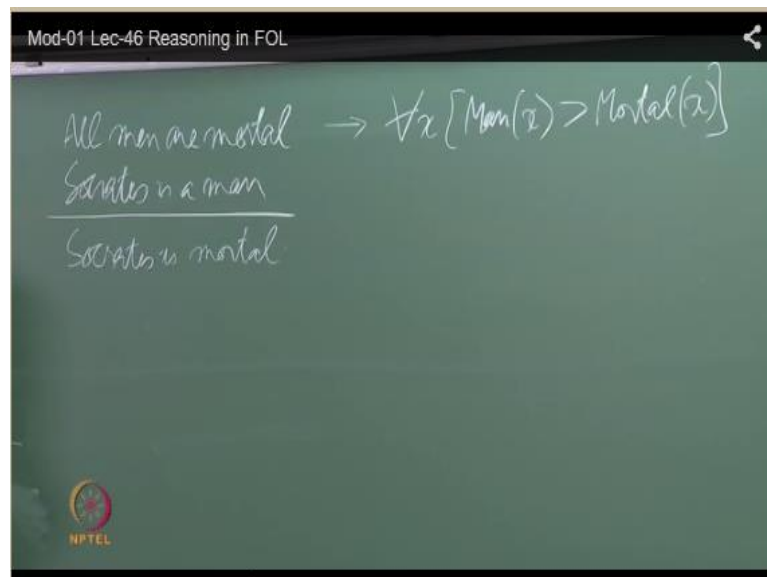 Mod-01 Lec-46 Reasoning in FOL
All men are mortal → ∀x [Man(x) > Mortal(x)]
Socrates is a man
Socrates is mortal
NPTEL